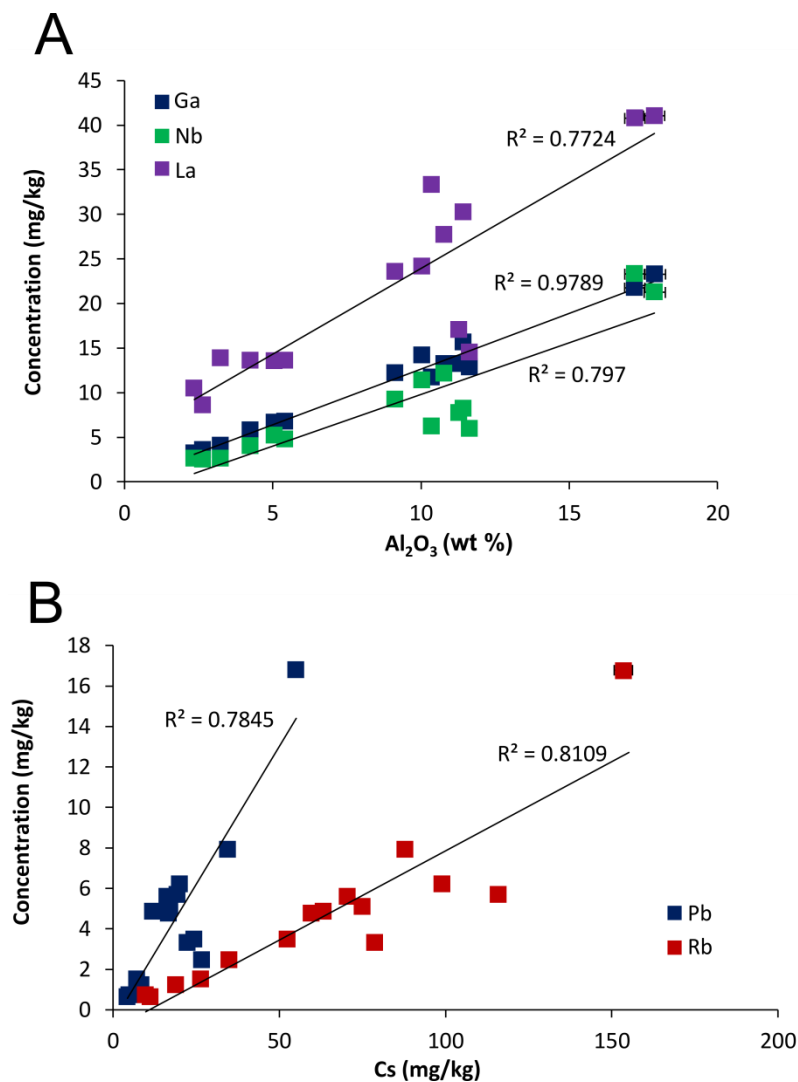 A
45
40
35
30
25
20
15
10
5
0
Concentration (mg/kg)
Ga
Nb
La
R² = 0.7724
R² = 0.9789
R² = 0.797
0 5 10 15 20
Al₂O₃ (wt %)
B
18
16
14
12
10
8
6
4
2
0
Concentration (mg/kg)
R² = 0.7845
R² = 0.8109
Pb
Rb
0 50 100 150 200
Cs (mg/kg)